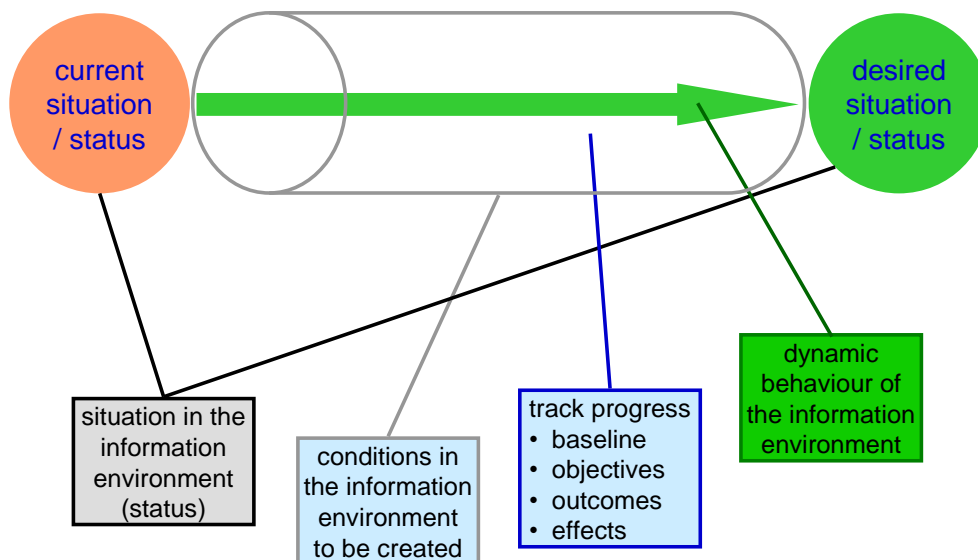 current
situation
/ status
desired
situation
/ status
situation in the
information
environment
(status)
conditions in
the information
environment
to be created
track progress
• baseline
• objectives
• outcomes
• effects
dynamic
behaviour of
the information
environment